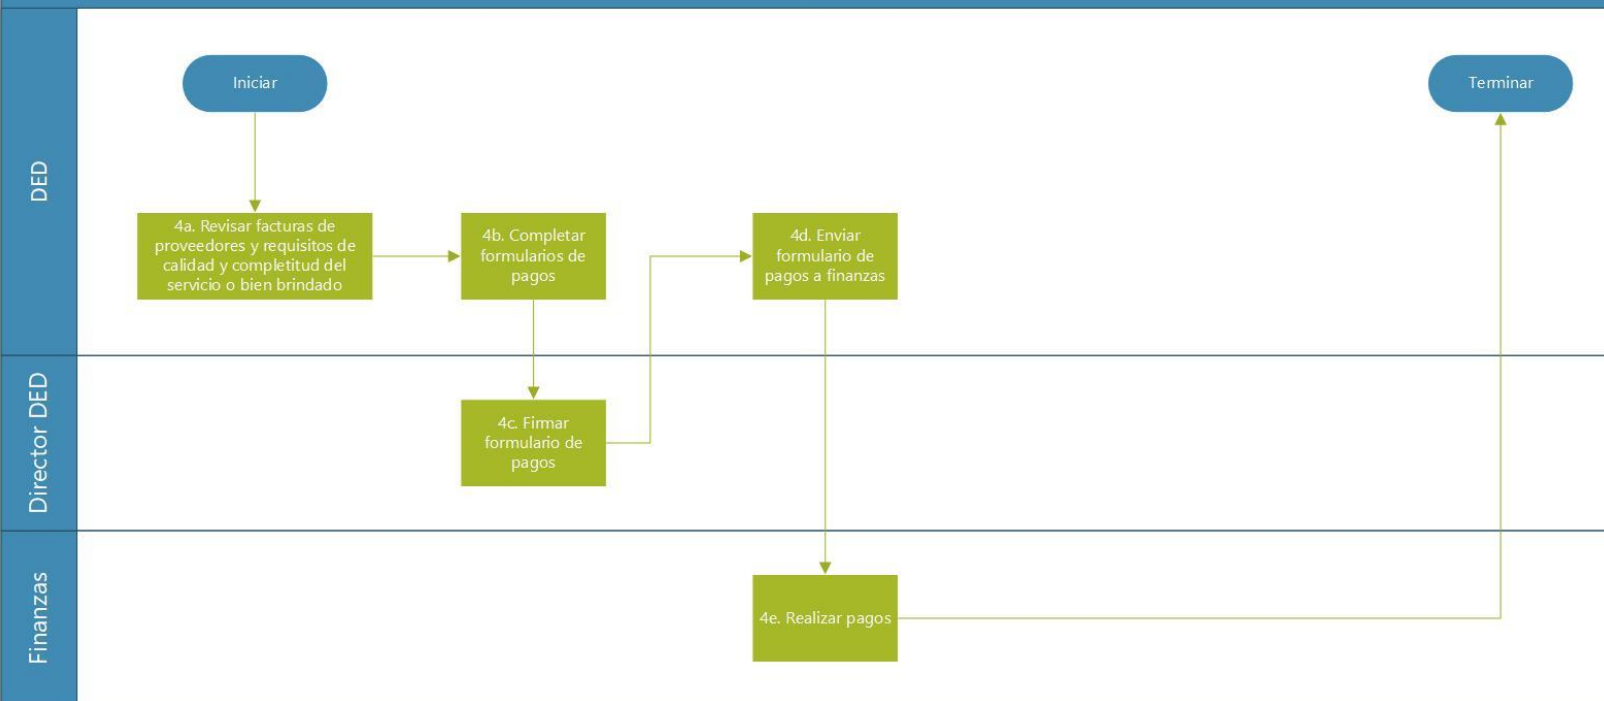 DED
Iniciar
Terminar
4a. Revisar facturas de
proveedores y requisitos de
calidad y completitud del
servicio o bien brindado
4b. Completar
formularios de
pagos
4d. Enviar
formulario de
pagos a finanzas
Director DED
4c. Firmar
formulario de
pagos
Finanzas
4e. Realizar pagos